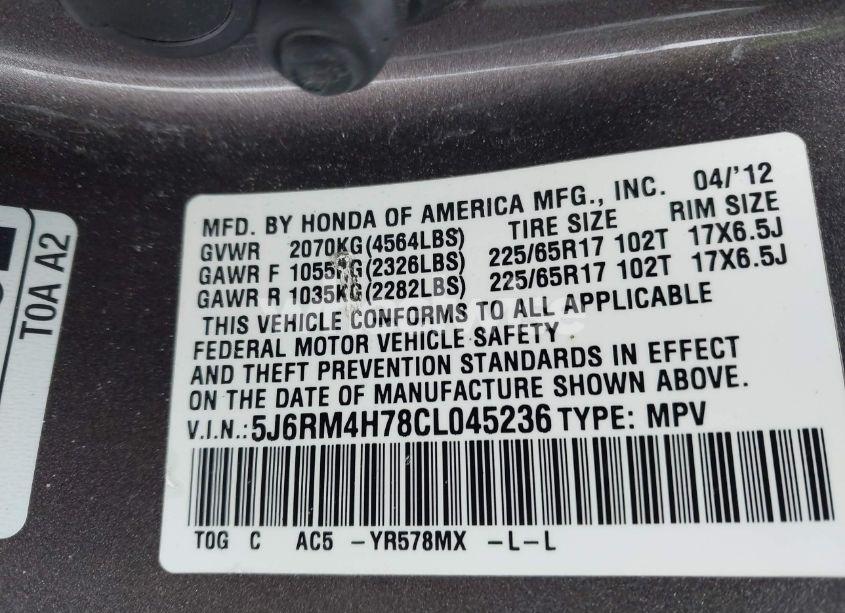 MFD. BY HONDA OF AMERICA MFG., INC. 04/'12
GVWR 2070KG(4564LBS) TIRE SIZE RIM SIZE
GAWR F 1055KG(2326LBS) 225/65R17 102T 17X6.5J
GAWR R 1035KG(2282LBS) 225/65R17 102T 17X6.5J
THIS VEHICLE CONFORMS TO ALL APPLICABLE
FEDERAL MOTOR VEHICLE SAFETY
AND THEFT PREVENTION STANDARDS IN EFFECT
ON THE DATE OF MANUFACTURE SHOWN ABOVE.
V.I.N.: 5J6RM4H78CL045236 TYPE: MPV
TOG C AC5 -YR578MX -L-L
TOA A2